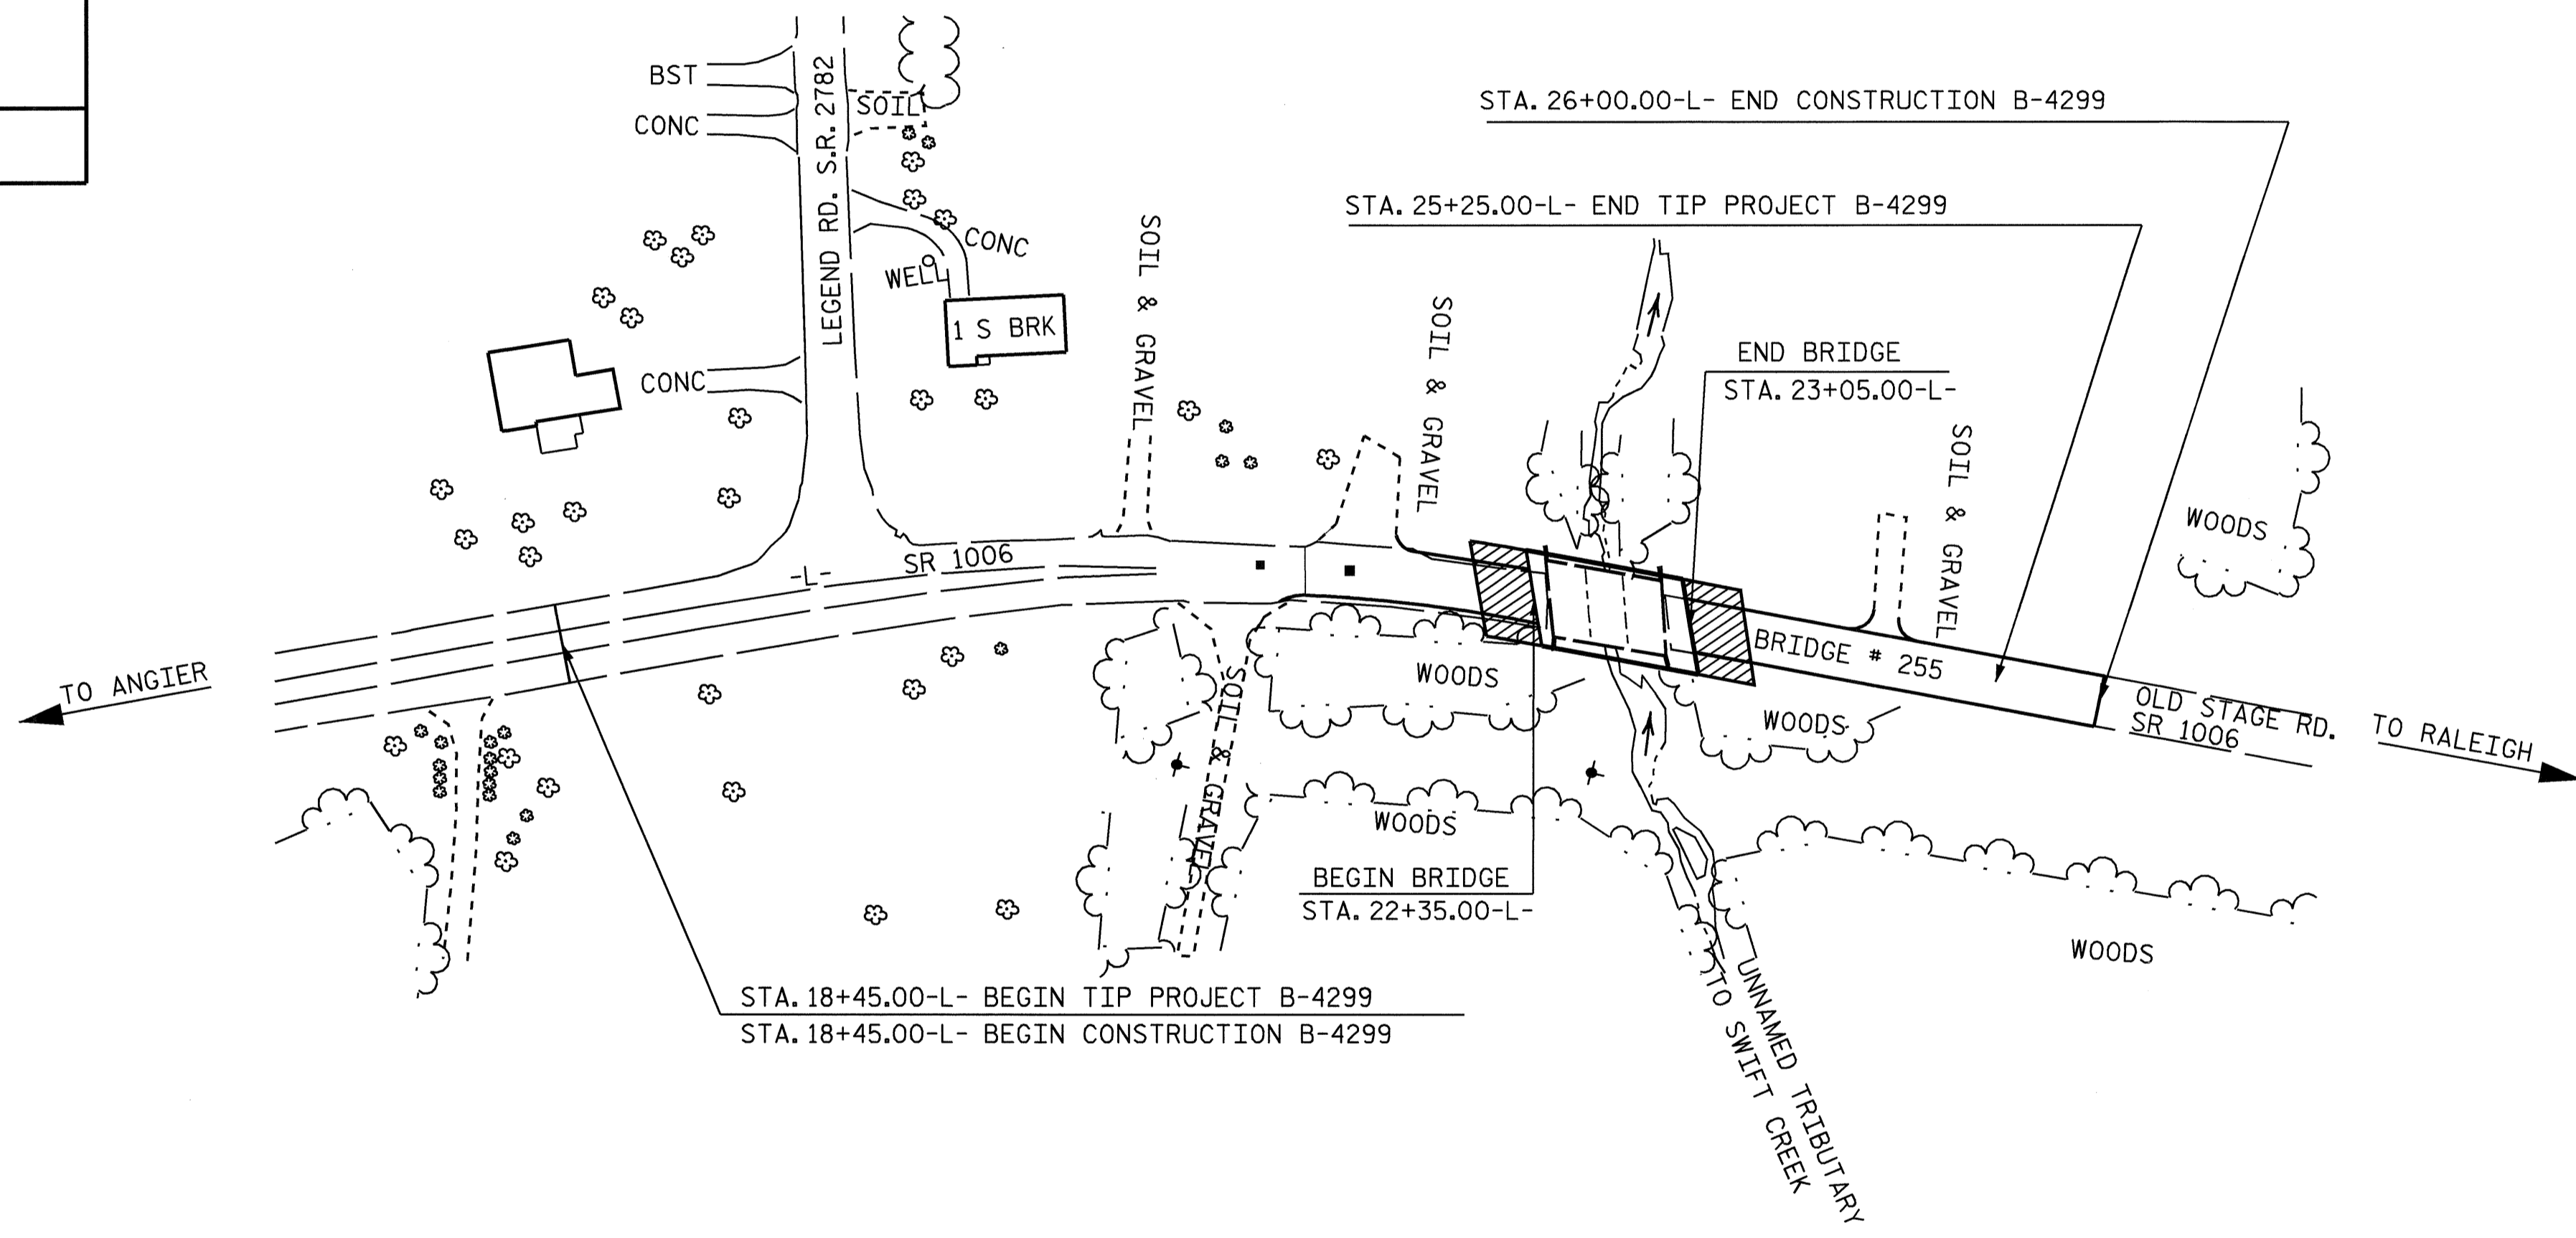 BST
CONC
LEGEND RD. S.R. 2782
SOIL
STA. 26+00.00-L- END CONSTRUCTION B-4299
STA. 25+25.00-L- END TIP PROJECT B-4299
CONC
WELL
1 S BRK
CONC
SOIL & GRAVEL
SOIL & GRAVEL
END BRIDGE
STA. 23+05.00-L-
SOIL & GRAVEL
WOODS
-L-
SR 1006
TO ANGIER
WOODS
BRIDGE # 255
WOODS
OLD STAGE RD.
SR 1006
TO RALEIGH
SOIL & GRAVEL
WOODS
BEGIN BRIDGE
STA. 22+35.00-L-
WOODS
STA. 18+45.00-L- BEGIN TIP PROJECT B-4299
STA. 18+45.00-L- BEGIN CONSTRUCTION B-4299
UNNAMED TRIBUTARY
TO SWIFT CREEK